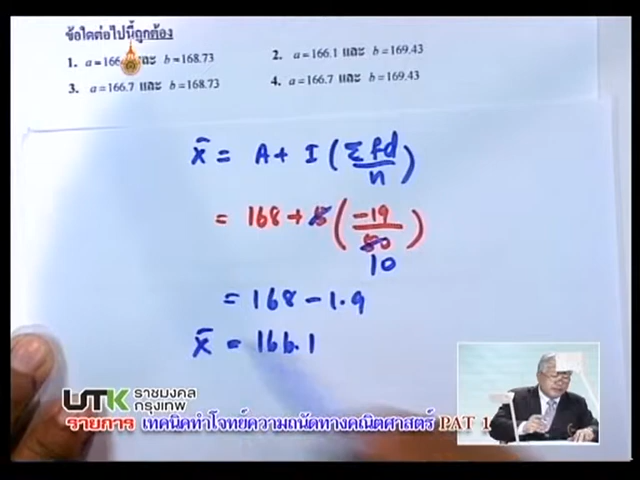 ข้อใดต่อไปนี้ถูกต้อง
1. a=166. และ b=168.73
2. a=166.1 และ b=169.43
3. a=166.7 และ b=168.73
4. a=166.7 และ b=169.43
x̄ = A + I (Σfd/n)
= 168 + 8 (-19/80)
10
= 168 - 1.9
x̄ = 166.1
UTK ราชมงคล
กรุงเทพ
รายการ เทคนิคทำโจทย์ความถนัดทางคณิตศาสตร์ PAT 1